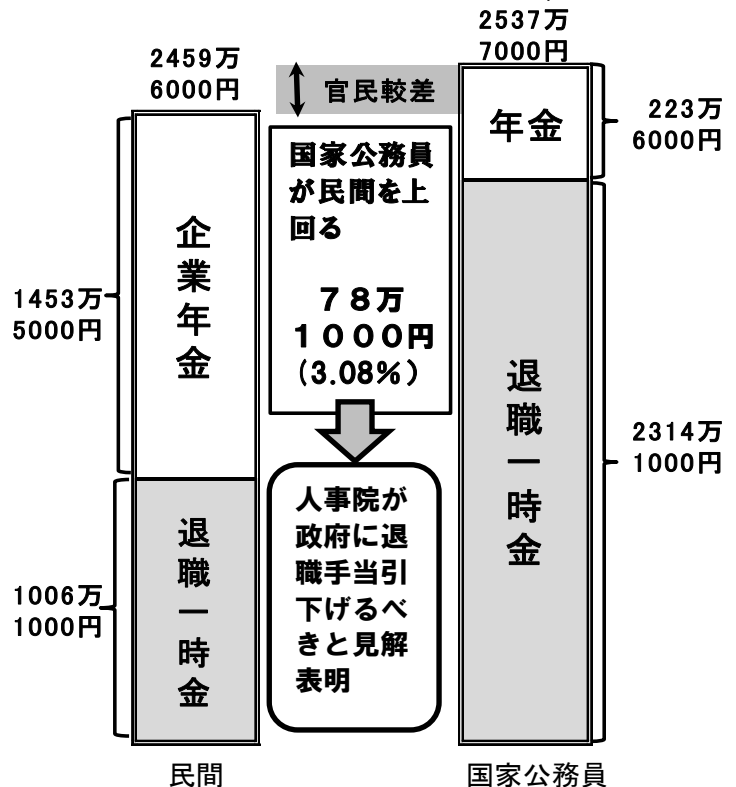 2459万
6000円
企業年金
1453万
5000円
退職一時金
1006万
1000円
民間
官民較差
国家公務員
が民間を上
回る
７８万
１０００円
(3.08%)
人事院が
政府に退
職手当引
下げるべ
きと見解
表明
2537万
7000円
年金
223万
6000円
退職一時金
2314万
1000円
国家公務員